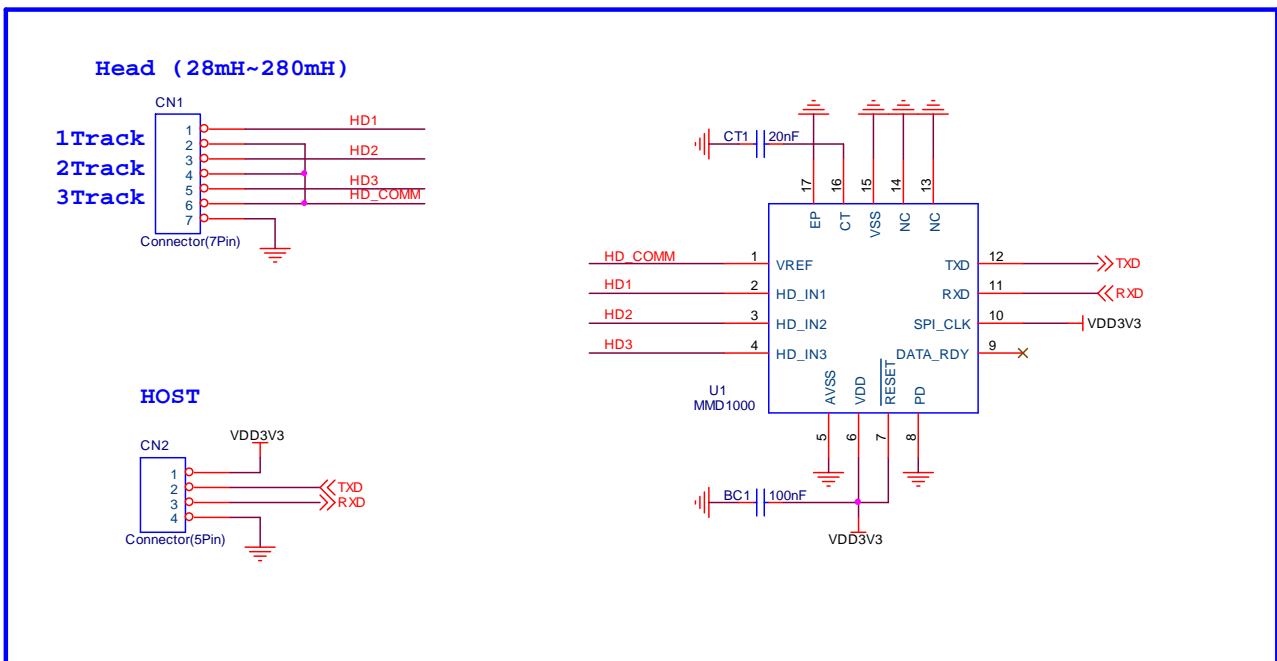 Head (28mH~280mH)
CN1
1Track
2Track
3Track
1
2
3
4
5
6
7
HD1
HD2
HD3
HD_COMM
Connector(7Pin)
HOST
CN2
VDD3V3
1
2
3
4
TXD
RXD
Connector(5Pin)
CT1 20nF
17 16 15 14 13
EP CT VSS NC NC
HD_COMM 1 VREF
HD1 2 HD_IN1
HD2 3 HD_IN2
HD3 4 HD_IN3
TXD 12 TXD
RXD 11 RXD
SPI_CLK 10 VDD3V3
DATA_RDY 9
U1
MMD1000
AVSS VDD RESET PD
5 6 7 8
BC1 100nF
VDD3V3